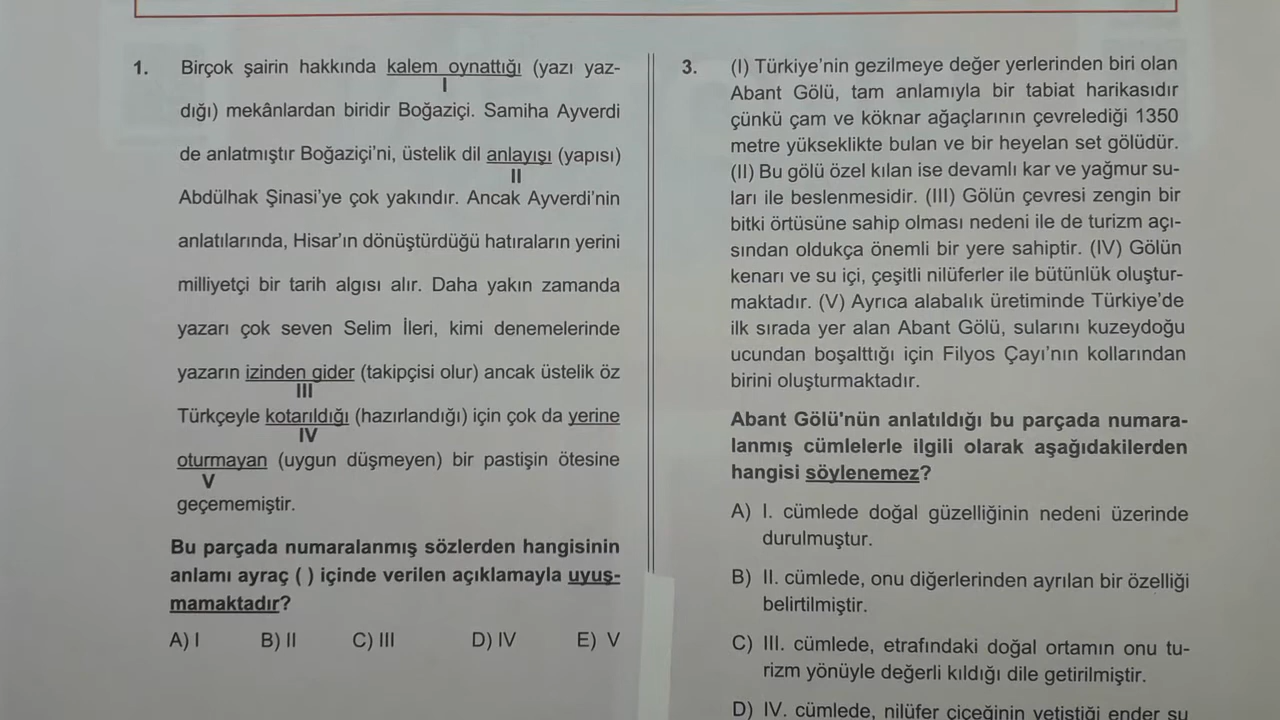 1. Birçok şairin hakkında kalem oynattığı (yazı yaz-
I
dığı) mekânlardan biridir Boğaziçi. Samiha Ayverdi
de anlatmıştır Boğaziçi'ni, üstelik dil anlayışı (yapısı)
II
Abdülhak Şinasi'ye çok yakındır. Ancak Ayverdi'nin
anlatılarında, Hisar'ın dönüştürdüğü hatıraların yerini
milliyetçi bir tarih algısı alır. Daha yakın zamanda
yazarı çok seven Selim İleri, kimi denemelerinde
yazarın izinden gider (takipçisi olur) ancak üstelik öz
III
Türkçeyle kotarıldığı (hazırlandığı) için çok da yerine
IV
oturmayan (uygun düşmeyen) bir pastişin ötesine
V
geçememiştir.
Bu parçada numaralanmış sözlerden hangisinin
anlamı ayraç ( ) içinde verilen açıklamayla uyuş-
mamaktadır?
A) I B) II C) III D) IV E) V
3. (I) Türkiye'nin gezilmeye değer yerlerinden biri olan
Abant Gölü, tam anlamıyla bir tabiat harikasıdır
çünkü çam ve köknar ağaçlarının çevrelediği 1350
metre yükseklikte bulan ve bir heyelan set gölüdür.
(II) Bu gölü özel kılan ise devamlı kar ve yağmur su-
ları ile beslenmesidir. (III) Gölün çevresi zengin bir
bitki örtüsüne sahip olması nedeni ile de turizm açı-
sından oldukça önemli bir yere sahiptir. (IV) Gölün
kenarı ve su içi, çeşitli nilüferler ile bütünlük oluştur-
maktadır. (V) Ayrıca alabalık üretiminde Türkiye'de
ilk sırada yer alan Abant Gölü, sularını kuzeydoğu
ucundan boşalttığı için Filyos Çayı'nın kollarından
birini oluşturmaktadır.
Abant Gölü'nün anlatıldığı bu parçada numara-
lanmış cümlelerle ilgili olarak aşağıdakilerden
hangisi söylenemez?
A) I. cümlede doğal güzelliğinin nedeni üzerinde
durulmuştur.
B) II. cümlede, onu diğerlerinden ayrılan bir özelliği
belirtilmiştir.
C) III. cümlede, etrafındaki doğal ortamın onu tu-
rizm yönüyle değerli kıldığı dile getirilmiştir.
D) IV. cümlede, nilüfer çiçeğinin yetiştiği ender su